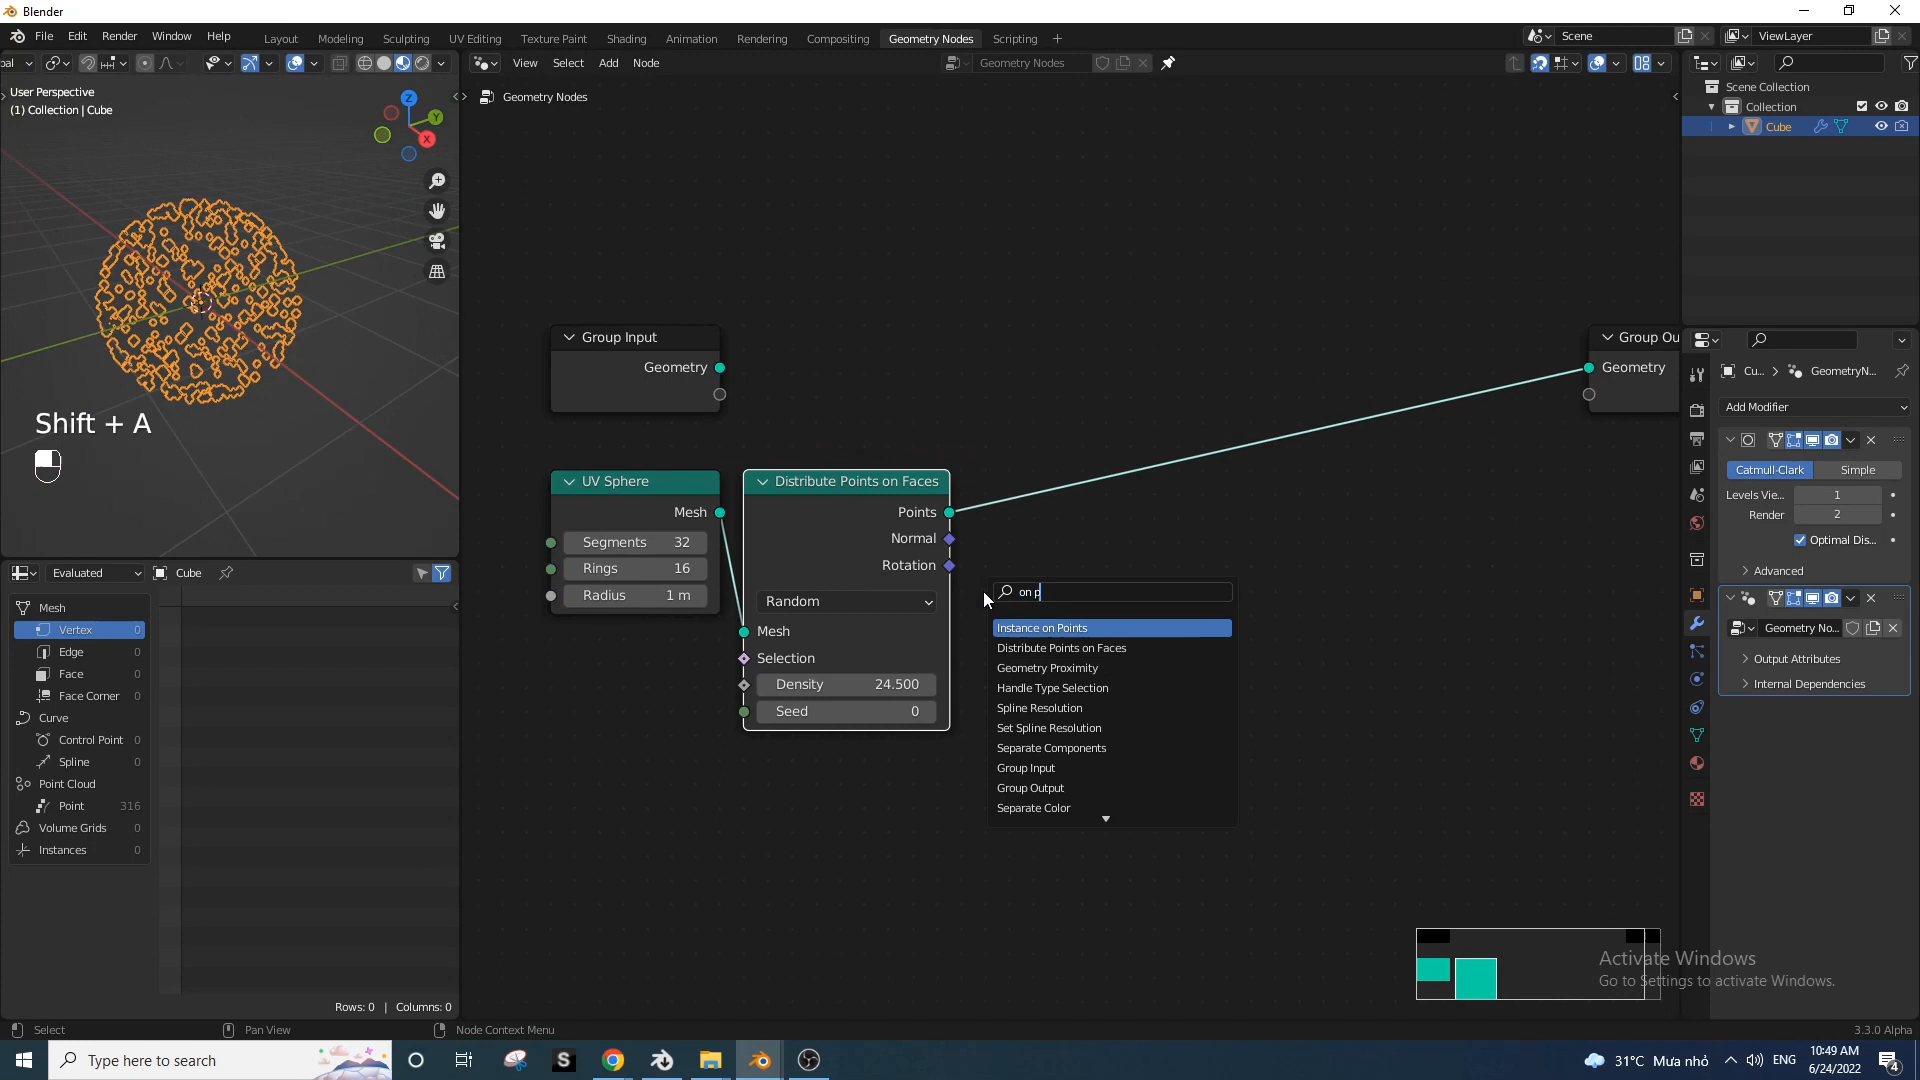 Blender
File Edit Render Window Help
Layout Modeling Sculpting UV Editing Texture Paint Shading Animation Rendering Compositing Geometry Nodes Scripting +
Scene
ViewLayer
bal
View Select Add Node
Geometry Nodes
User Perspective
(1) Collection | Cube
Z
Y
X
Geometry Nodes
Scene Collection
Collection
Cube
Shift + A
Group Input
Geometry
Group Ou
Geometry
UV Sphere
Mesh
Segments 32
Rings 16
Radius 1 m
Distribute Points on Faces
Points
Normal
Rotation
Random
Mesh
Selection
Density 24.500
Seed 0
on p
Instance on Points
Distribute Points on Faces
Geometry Proximity
Handle Type Selection
Spline Resolution
Set Spline Resolution
Separate Components
Group Input
Group Output
Separate Color
Cu... > GeometryN...
Add Modifier
Catmull-Clark Simple
Levels Vie... 1
Render 2
Optimal Dis...
Advanced
Geometry No...
Output Attributes
Internal Dependencies
Evaluated Cube
Mesh
Vertex 0
Edge 0
Face 0
Face Corner 0
Curve
Control Point 0
Spline 0
Point Cloud
Point 316
Volume Grids 0
Instances 0
Rows: 0 | Columns: 0
Activate Windows
Go to Settings to activate Windows.
Select
Pan View
Node Context Menu
3.3.0 Alpha
Type here to search
S
31°C Mưa nhỏ
ENG
10:49 AM
6/24/2022
4